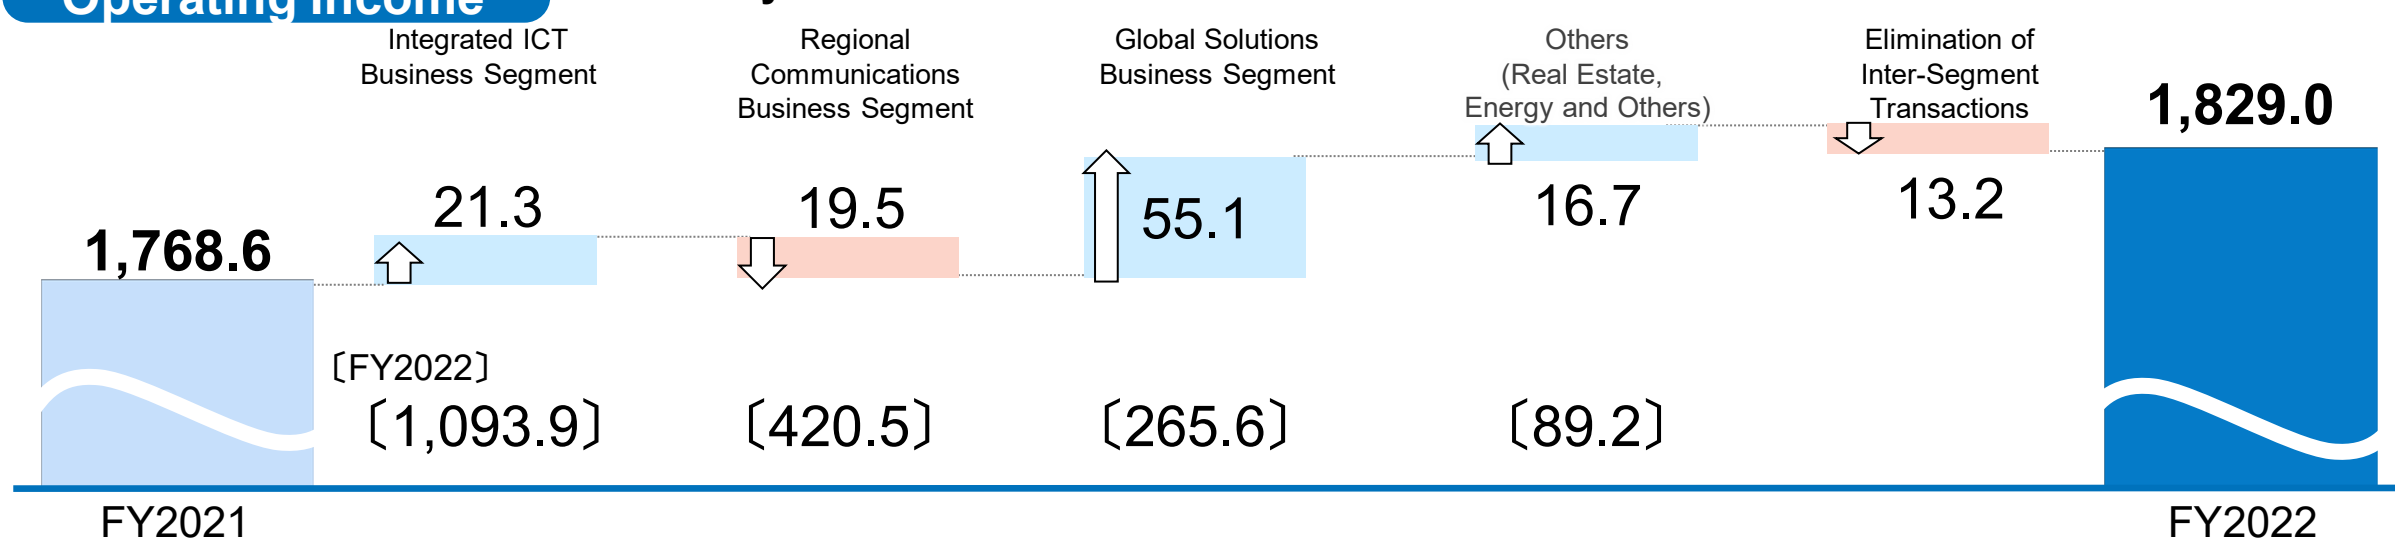 Operating Income
Integrated ICT
Business Segment
Regional
Communications
Business Segment
Global Solutions
Business Segment
Others
(Real Estate,
Energy and Others)
Elimination of
Inter-Segment
Transactions
1,768.6
21.3
19.5
55.1
16.7
13.2
1,829.0
〔FY2022〕
〔1,093.9〕
〔420.5〕
〔265.6〕
〔89.2〕
FY2021
FY2022